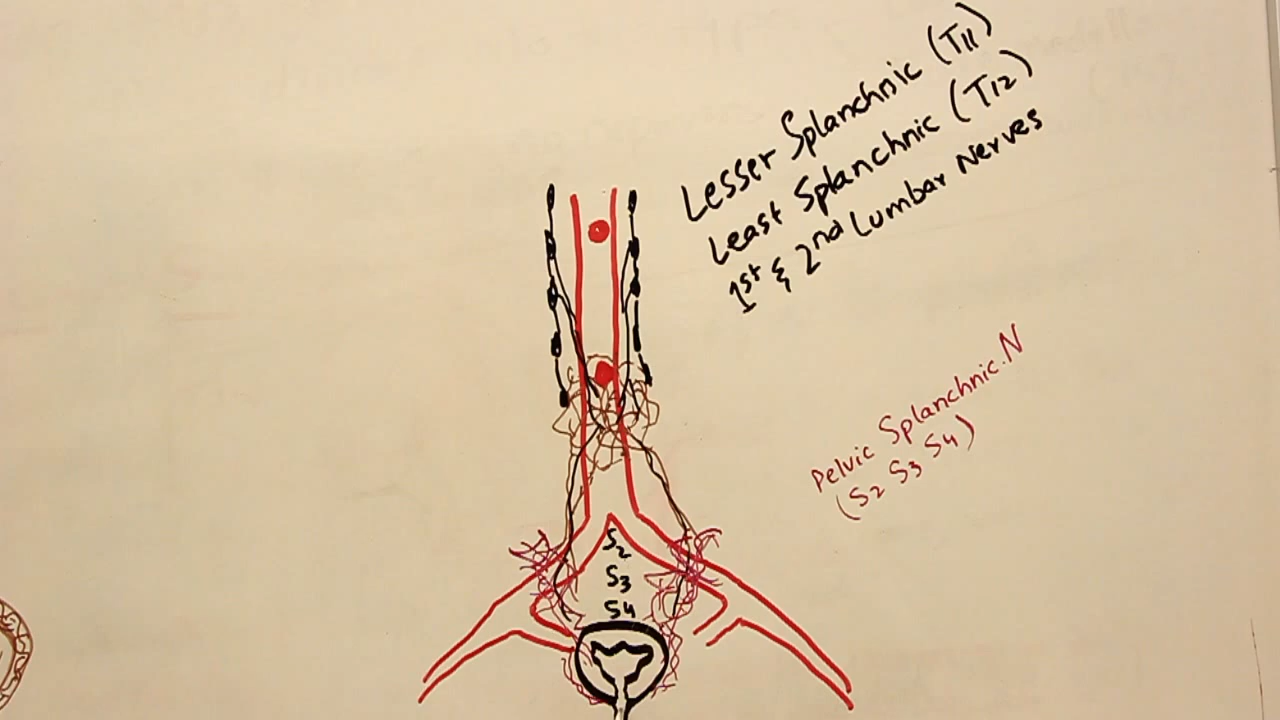 Lesser Splanchnic (T11)
Least Splanchnic (T12)
1st & 2nd Lumbar Nerves
Pelvic Splanchnic.N
(S2 S3 S4)
S2
S3
S4